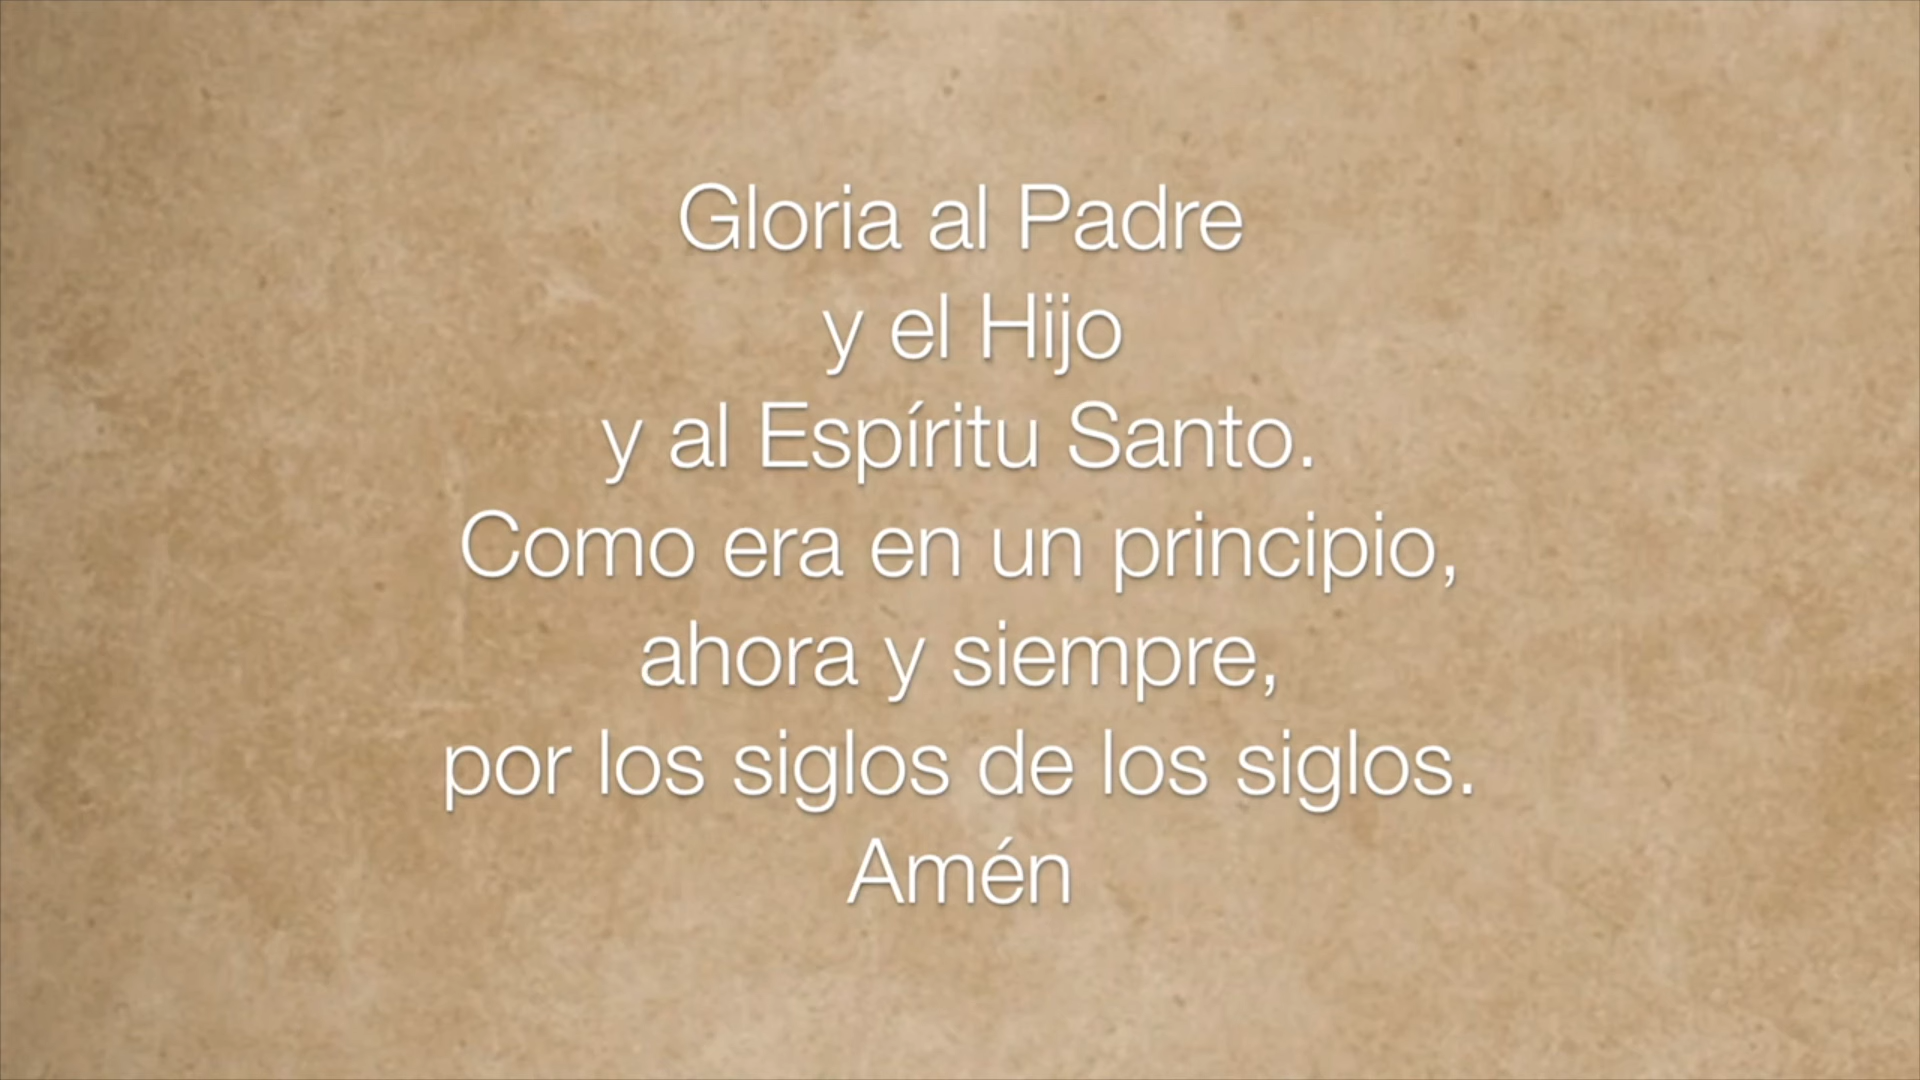 Gloria al Padre
y el Hijo
y al Espíritu Santo.
Como era en un principio,
ahora y siempre,
por los siglos de los siglos.
Amén